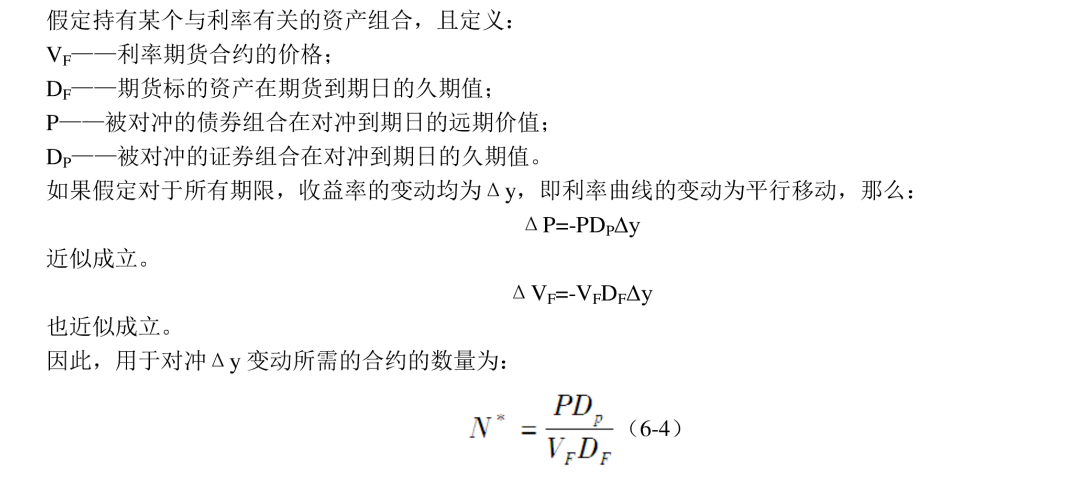 假定持有某个与利率有关的资产组合，且定义：
V_F——利率期货合约的价格；
D_F——期货标的资产在期货到期日的久期值；
P——被对冲的债券组合在对冲到期日的远期价值；
D_P——被对冲的证券组合在对冲到期日的久期值。
如果假定对于所有期限，收益率的变动均为Δy，即利率曲线的变动为平行移动，那么：
ΔP=-PD_PΔy
近似成立。
ΔV_F=-V_FD_FΔy
也近似成立。
因此，用于对冲Δy 变动所需的合约的数量为：
N^* = \frac{PD_p}{V_F D_F}（6-4）